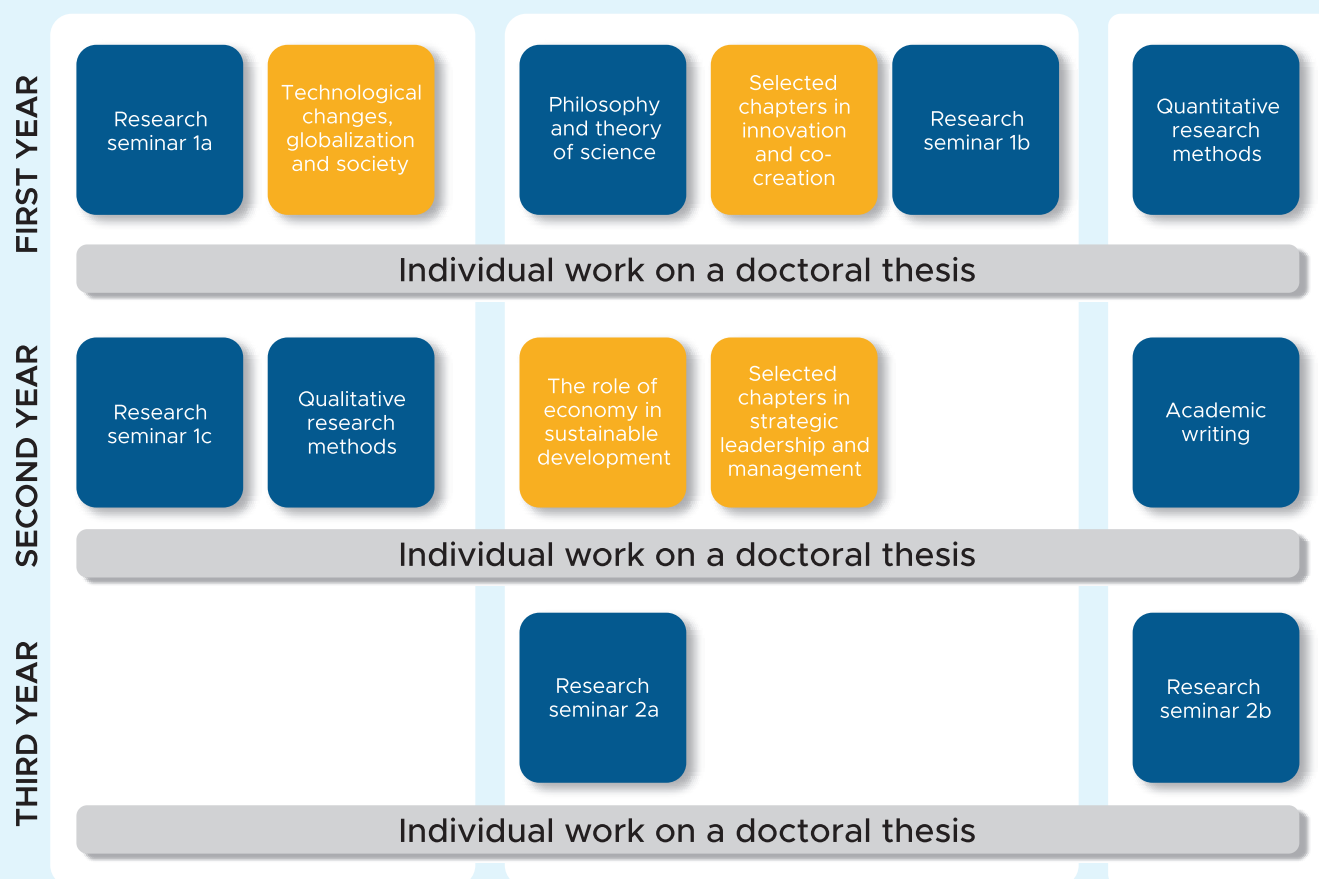 FIRST YEAR
Research
seminar 1a
Technological
changes,
globalization
and society
Philosophy
and theory
of science
Selected
chapters in
innovation
and co-
creation
Research
seminar 1b
Quantitative
research
methods
Individual work on a doctoral thesis
SECOND YEAR
Research
seminar 1c
Qualitative
research
methods
The role of
economy in
sustainable
development
Selected
chapters in
strategic
leadership and
management
Academic
writing
Individual work on a doctoral thesis
THIRD YEAR
Research
seminar 2a
Research
seminar 2b
Individual work on a doctoral thesis